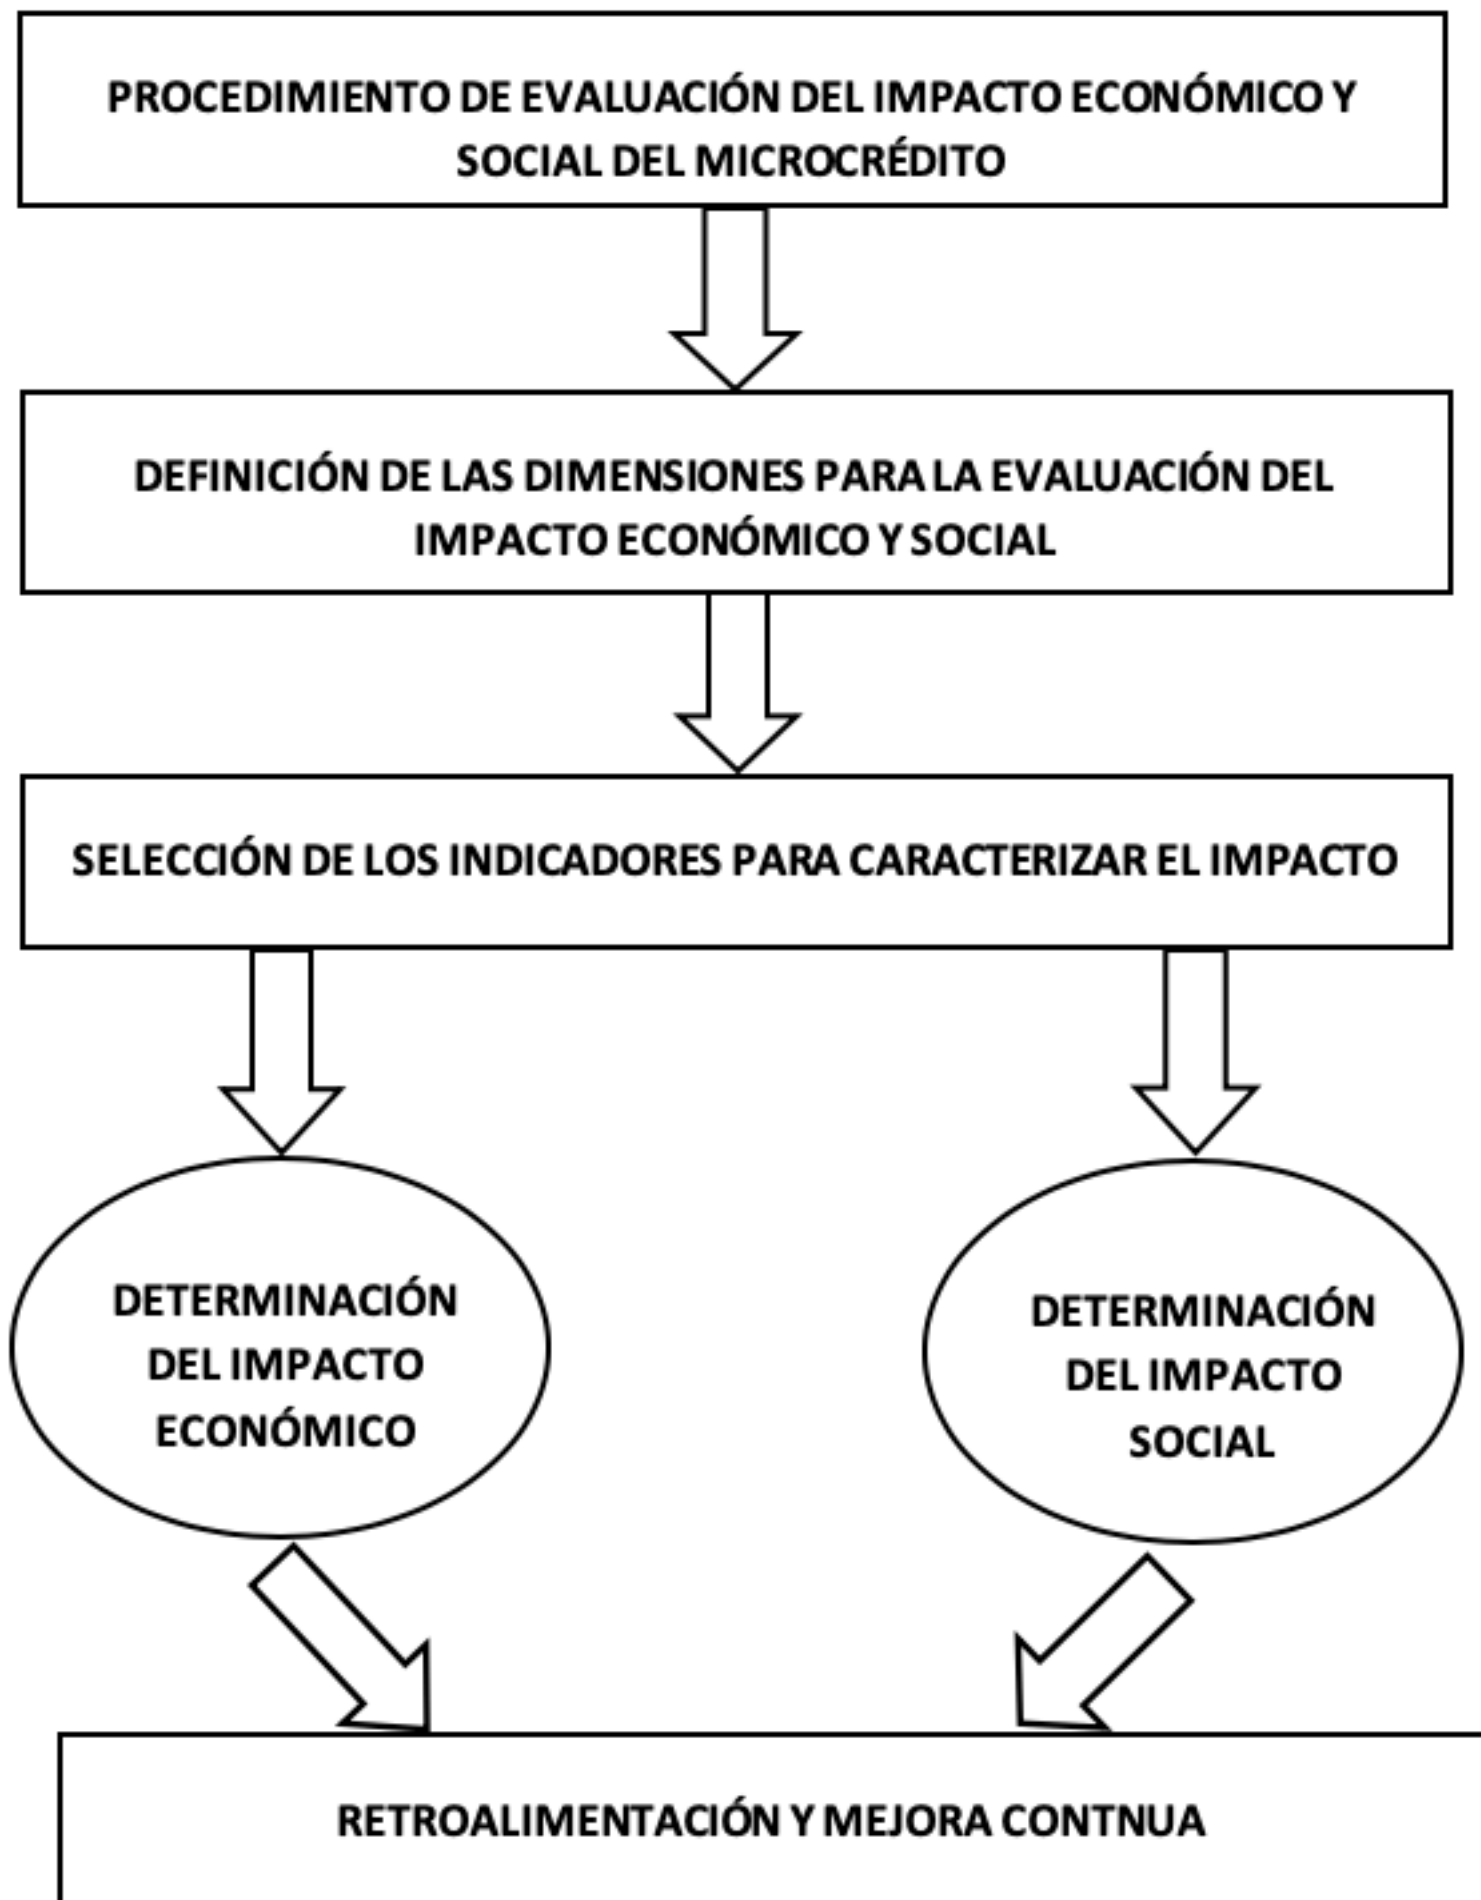 PROCEDIMIENTO DE EVALUACIÓN DEL IMPACTO ECONÓMICO Y
SOCIAL DEL MICROCRÉDITO
DEFINICIÓN DE LAS DIMENSIONES PARA LA EVALUACIÓN DEL
IMPACTO ECONÓMICO Y SOCIAL
SELECCIÓN DE LOS INDICADORES PARA CARACTERIZAR EL IMPACTO
DETERMINACIÓN
DEL IMPACTO
ECONÓMICO
DETERMINACIÓN
DEL IMPACTO
SOCIAL
RETROALIMENTACIÓN Y MEJORA CONTNUA